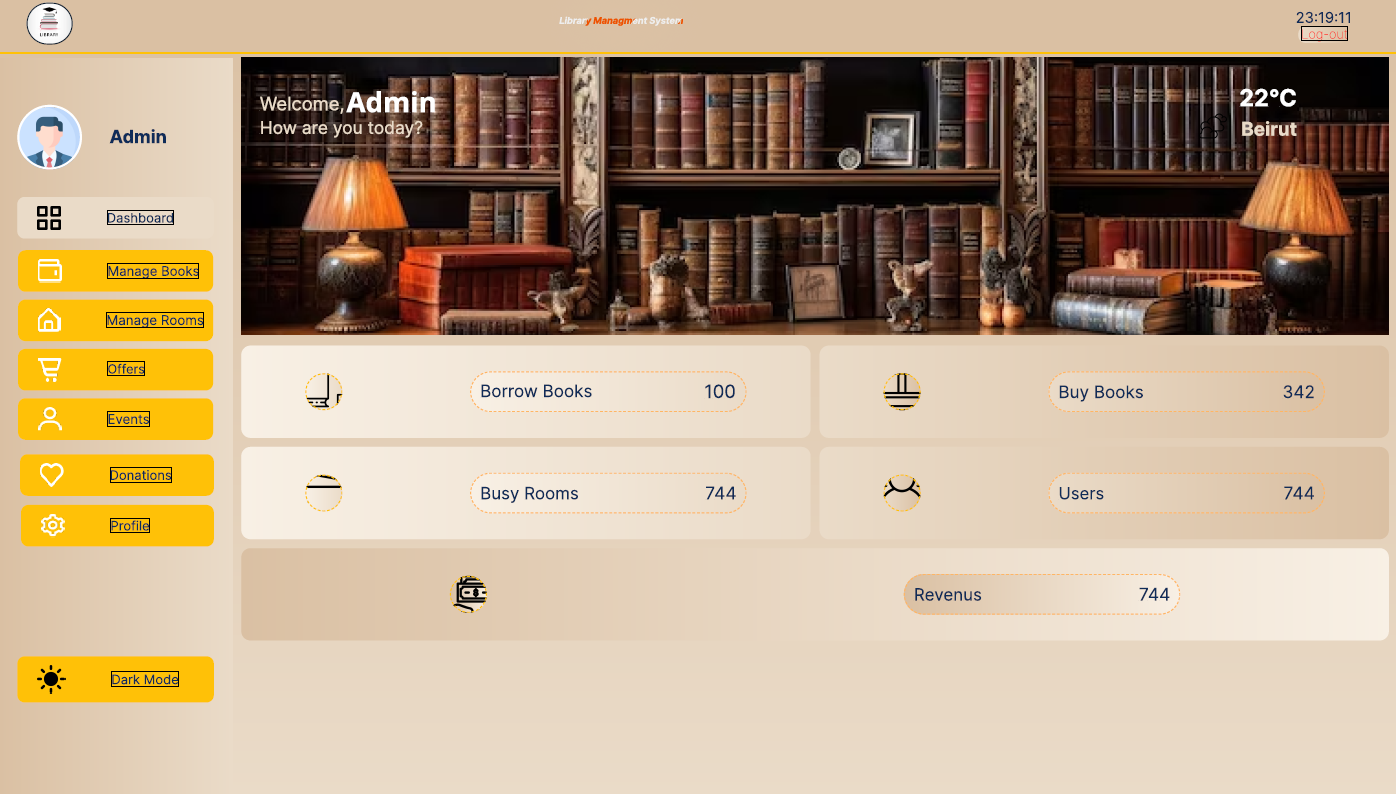 LIBRARY
Library Managment System
23:19:11
Log-out
Welcome,Admin
How are you today?
22°C
Beirut
Admin
Dashboard
Manage Books
Manage Rooms
Offers
Events
Donations
Profile
Dark Mode
Borrow Books 100
Buy Books 342
Busy Rooms 744
Users 744
Revenus 744